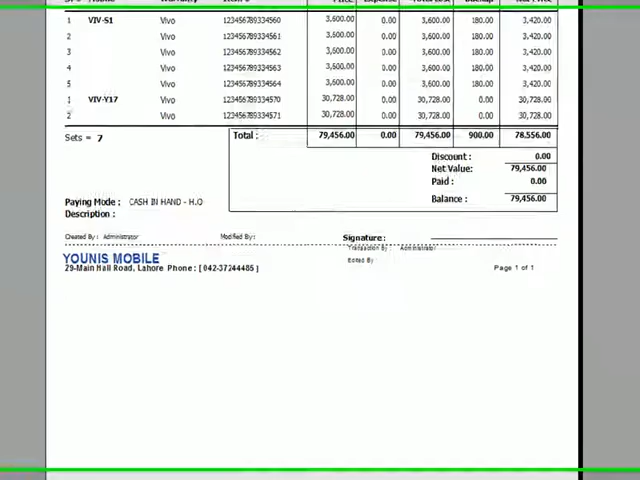 1 VIV-S1 Vivo 123456789334560 3,600.00 0.00 3,600.00 180.00 3,420.00
2 Vivo 123456789334561 3,600.00 0.00 3,600.00 180.00 3,420.00
3 Vivo 123456789334562 3,600.00 0.00 3,600.00 180.00 3,420.00
4 Vivo 123456789334563 3,600.00 0.00 3,600.00 180.00 3,420.00
5 Vivo 123456789334564 3,600.00 0.00 3,600.00 180.00 3,420.00
1 VIV-Y17 Vivo 123456789334570 30,728.00 0.00 30,728.00 0.00 30,728.00
2 Vivo 123456789334571 30,728.00 0.00 30,728.00 0.00 30,728.00
Sets = 7 Total : 79,456.00 0.00 79,456.00 900.00 78,556.00
Discount : 0.00
Net Value: 79,456.00
Paid : 0.00
Balance : 79,456.00
Paying Mode : CASH IN HAND - H.O
Description :
Created By : Administrator Modified By : Signature:
Transaction By : Administrator
Edited By
YOUNIS MOBILE
29-Main Hall Road, Lahore Phone : [ 042-37244485 ] Page 1 of 1